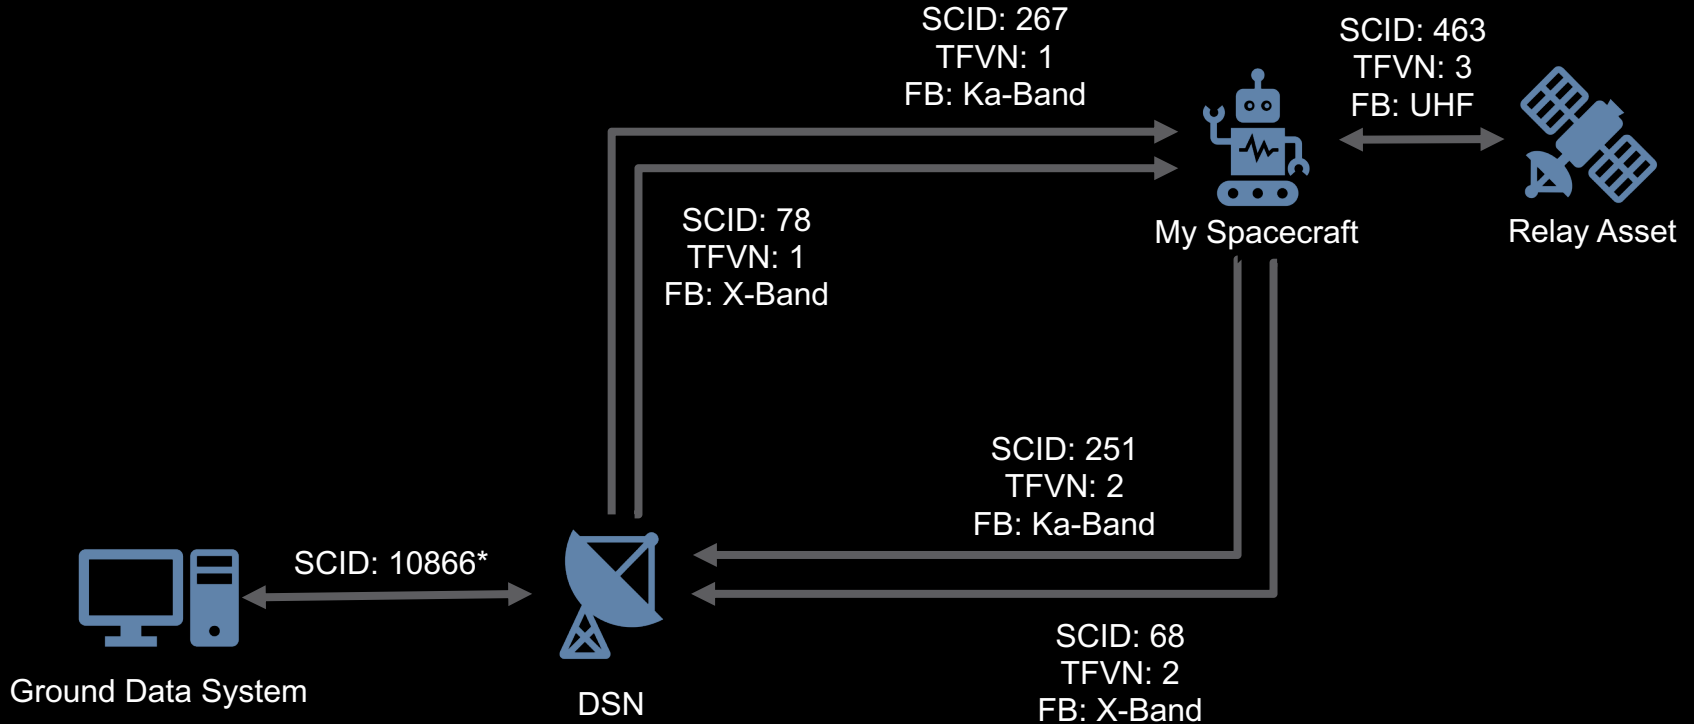 SCID: 267
TFVN: 1
FB: Ka-Band
SCID: 463
TFVN: 3
FB: UHF
SCID: 78
TFVN: 1
FB: X-Band
My Spacecraft
Relay Asset
SCID: 251
TFVN: 2
FB: Ka-Band
SCID: 10866*
SCID: 68
TFVN: 2
FB: X-Band
Ground Data System
DSN